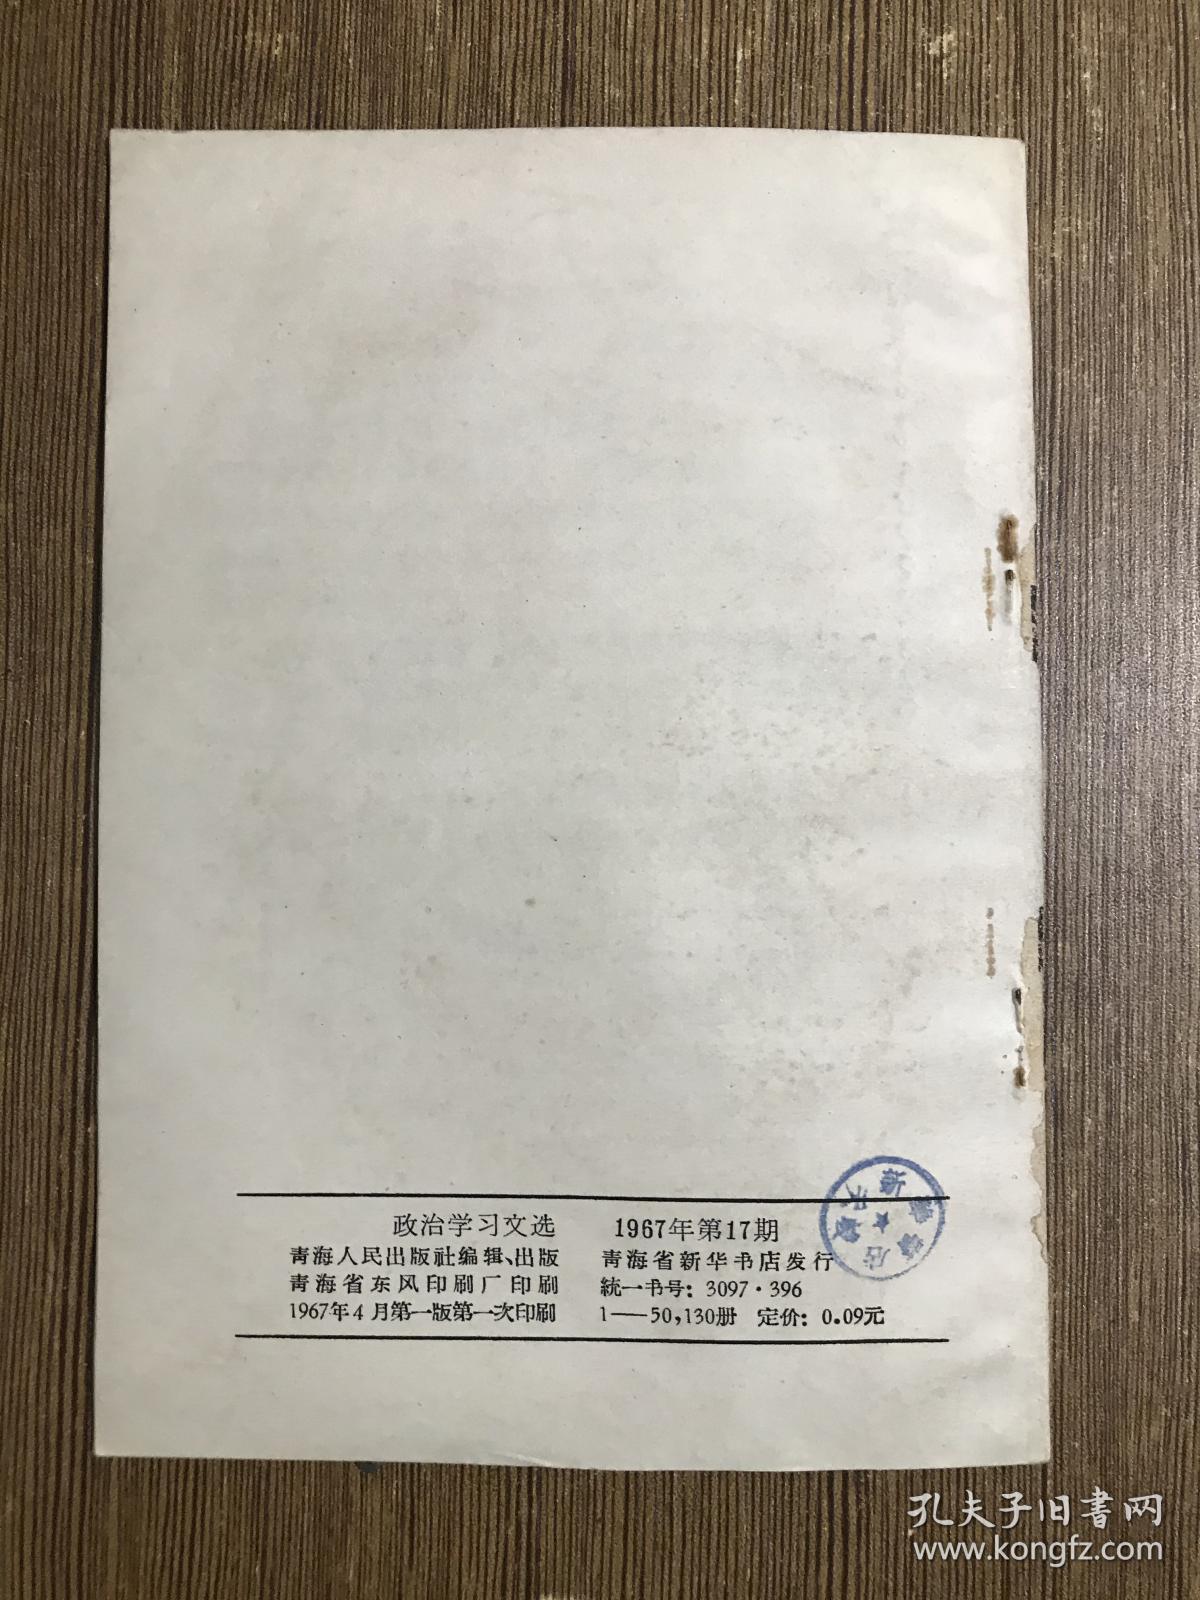 政治学习文选 1967年第17期
青海人民出版社编辑、出版 青海省新华书店发行
青海省东风印刷厂印刷 統一书号：3097·396
1967年4月第一版第一次印刷 1——50,130册 定价：0.09元
孔夫子旧書网
www.kongfz.com